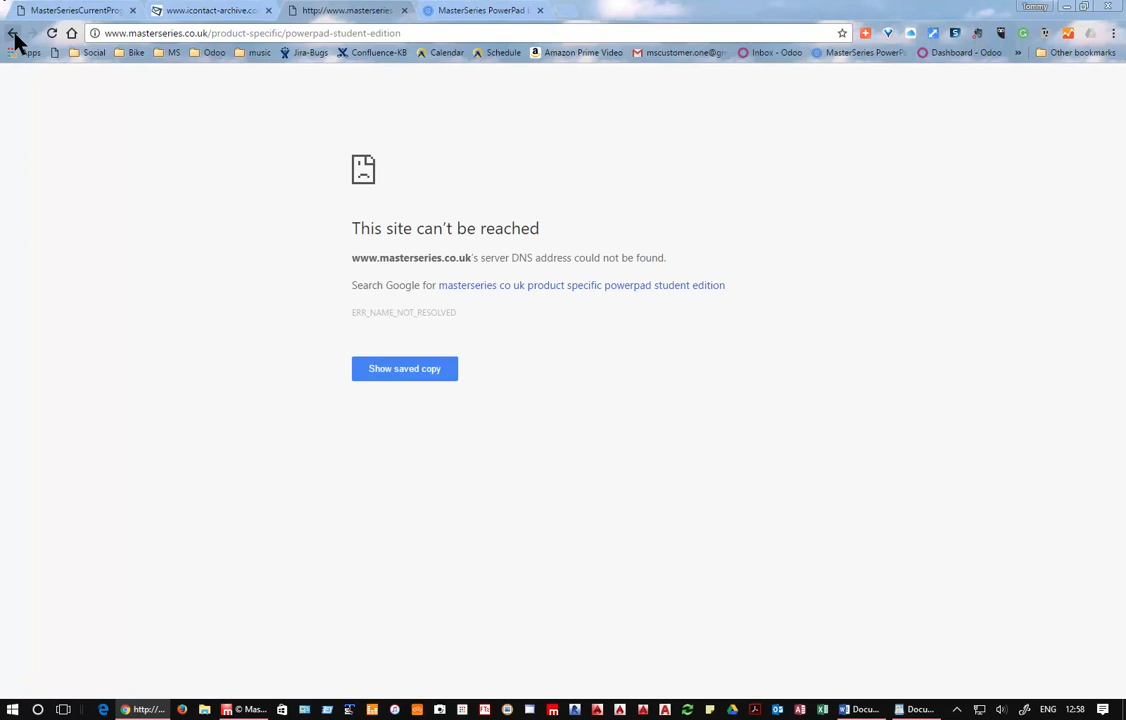 MasterSeriesCurrentProg
www.icontact-archive.co
http://www.masterseries
MasterSeries PowerPad i
Tommy
www.masterseries.co.uk/product-specific/powerpad-student-edition
Apps Social Bike MS Odoo music Jira-Bugs Confluence-KB Calendar Schedule Amazon Prime Video mscustomer.one@gm Inbox - Odoo MasterSeries PowerPa Dashboard - Odoo » Other bookmarks
This site can't be reached
www.masterseries.co.uk's server DNS address could not be found.
Search Google for masterseries co uk product specific powerpad student edition
ERR_NAME_NOT_RESOLVED
Show saved copy
http://... © Mas... Docu... Docu... ENG 12:58